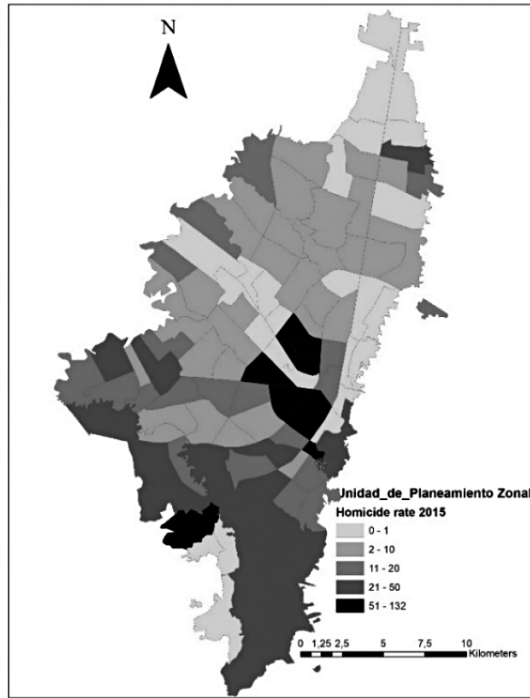 N
Unidad_de_Planeamiento Zonal
Homicide rate 2015
0 - 1
2 - 10
11 - 20
21 - 50
51 - 132
0 1,25 2,5 5 7,5 10
Kilometers